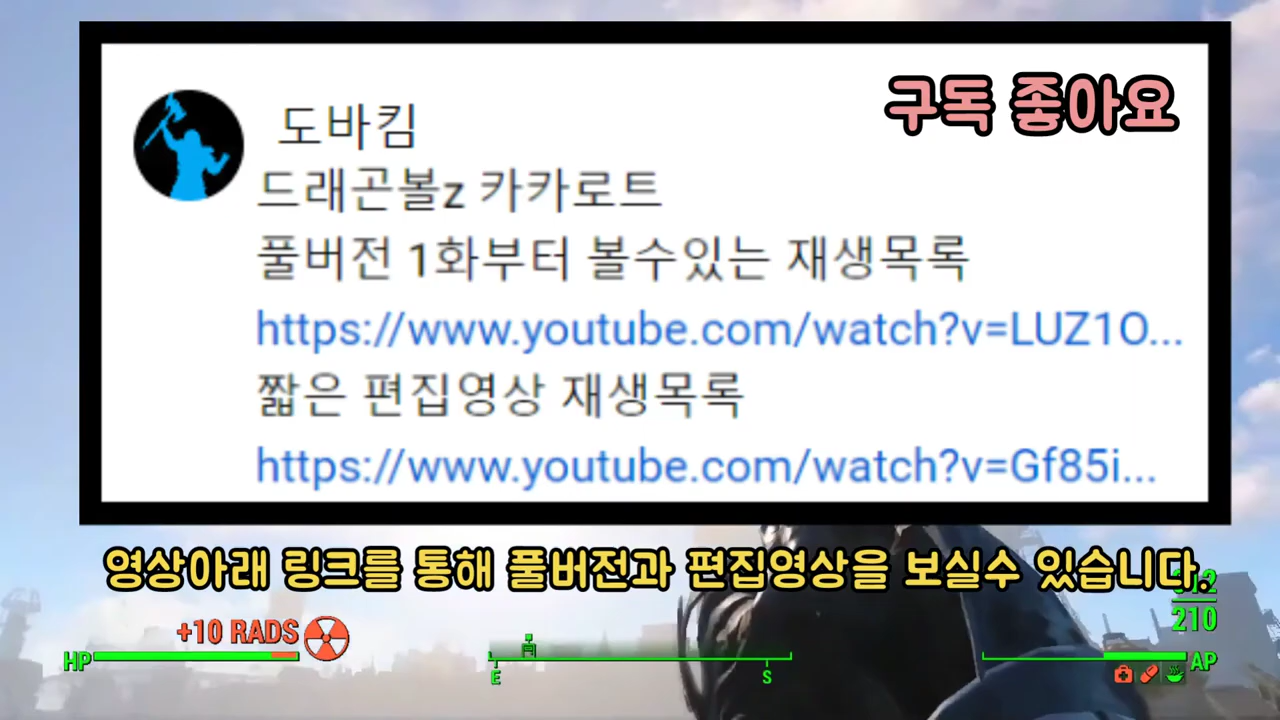 구독 좋아요
도바킴
드래곤볼z 카카로트
풀버전 1화부터 볼수있는 재생목록
https://www.youtube.com/watch?v=LUZ1O...
짧은 편집영상 재생목록
https://www.youtube.com/watch?v=Gf85i...
영상아래 링크를 통해 풀버전과 편집영상을 보실수 있습니다.
210
+10 RADS
HP
E
S
AP